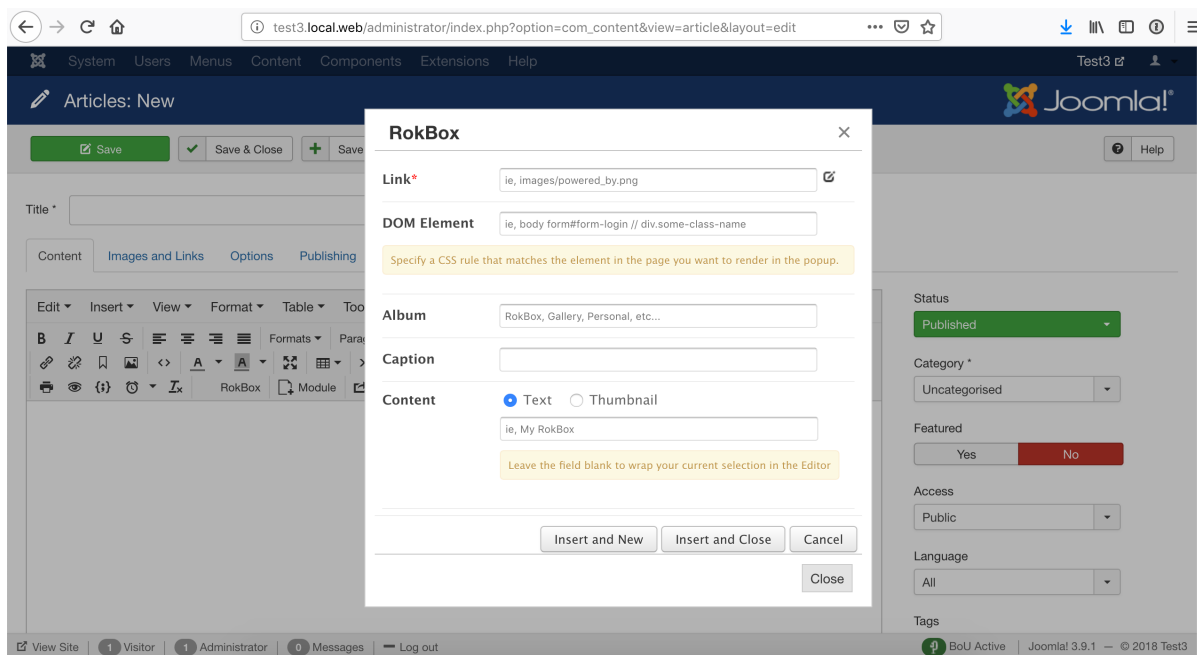 test3.local.web/administrator/index.php?option=com_content&view=article&layout=edit
System Users Menus Content Components Extensions Help Test3
Articles: New
Joomla!®
Save
Save & Close
Save
Help
Title *
Content Images and Links Options Publishing
Edit Insert View Format Table Too
B I U S Formats Para
A A
RokBox Module
RokBox
×
Link*
ie, images/powered_by.png
DOM Element
ie, body form#form-login // div.some-class-name
Specify a CSS rule that matches the element in the page you want to render in the popup.
Album
RokBox, Gallery, Personal, etc...
Caption
Content
Text Thumbnail
ie, My RokBox
Leave the field blank to wrap your current selection in the Editor
Insert and New Insert and Close Cancel
Close
Status
Published
Category *
Uncategorised
Featured
Yes No
Access
Public
Language
All
Tags
View Site 1 Visitor 1 Administrator 0 Messages Log out
BoU Active Joomla! 3.9.1 — © 2018 Test3